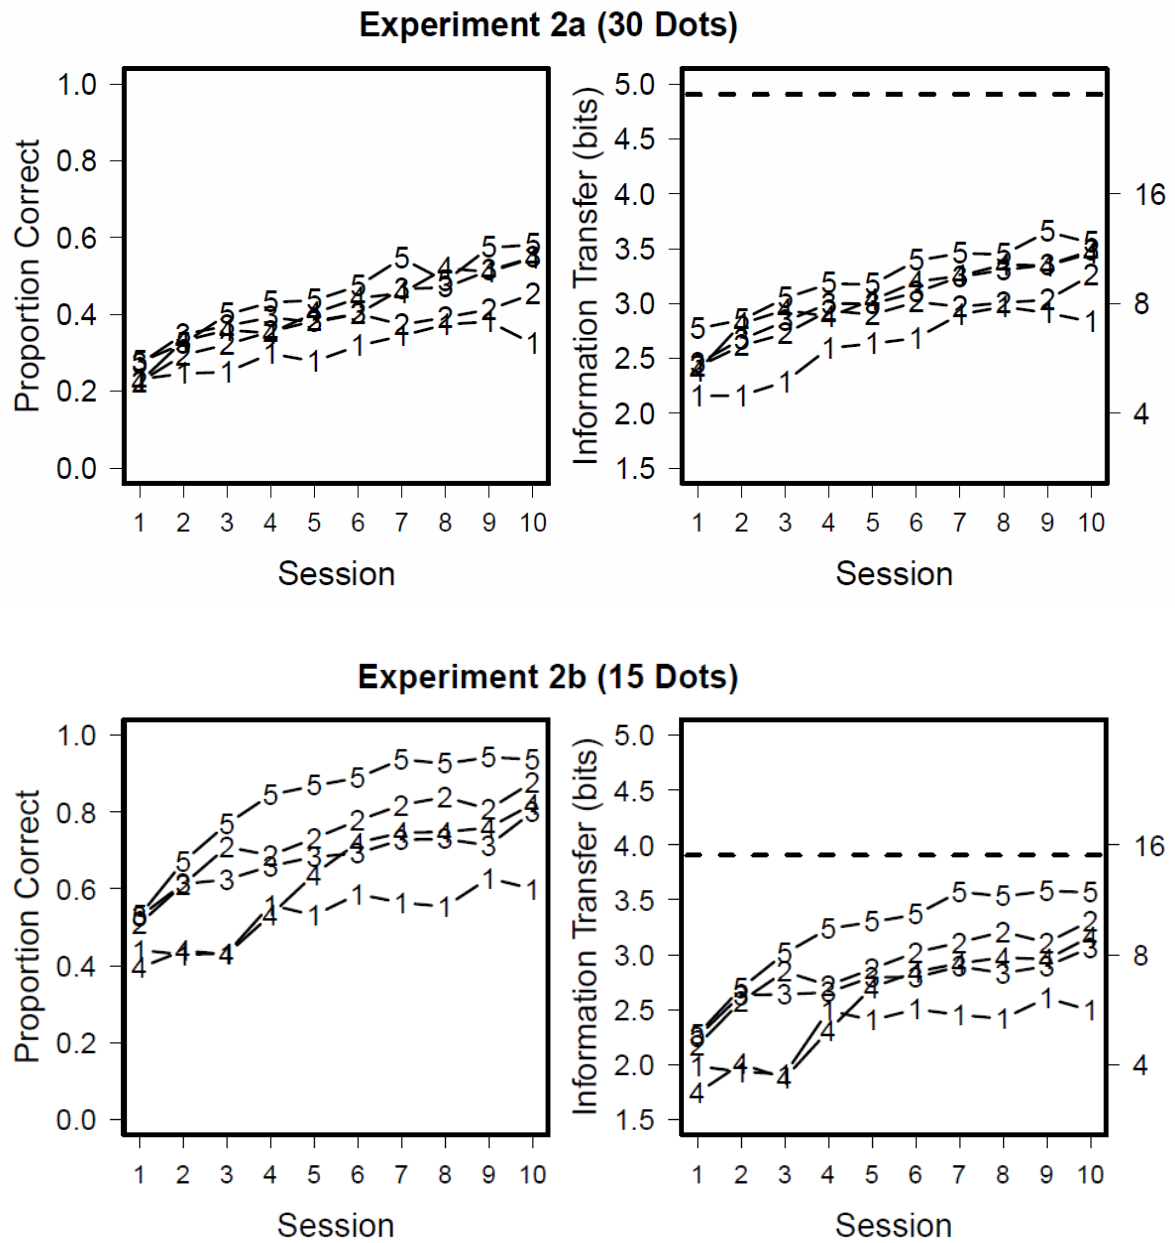 Experiment 2a (30 Dots)
Proportion Correct
1.0
0.8
0.6
0.4
0.2
0.0
1 2 3 4 5 6 7 8 9 10
Session
Information Transfer (bits)
5.0
4.5
4.0
3.5
3.0
2.5
2.0
1.5
16
8
4
1 2 3 4 5 6 7 8 9 10
Session
Experiment 2b (15 Dots)
Proportion Correct
1.0
0.8
0.6
0.4
0.2
0.0
1 2 3 4 5 6 7 8 9 10
Session
Information Transfer (bits)
5.0
4.5
4.0
3.5
3.0
2.5
2.0
1.5
16
8
4
1 2 3 4 5 6 7 8 9 10
Session